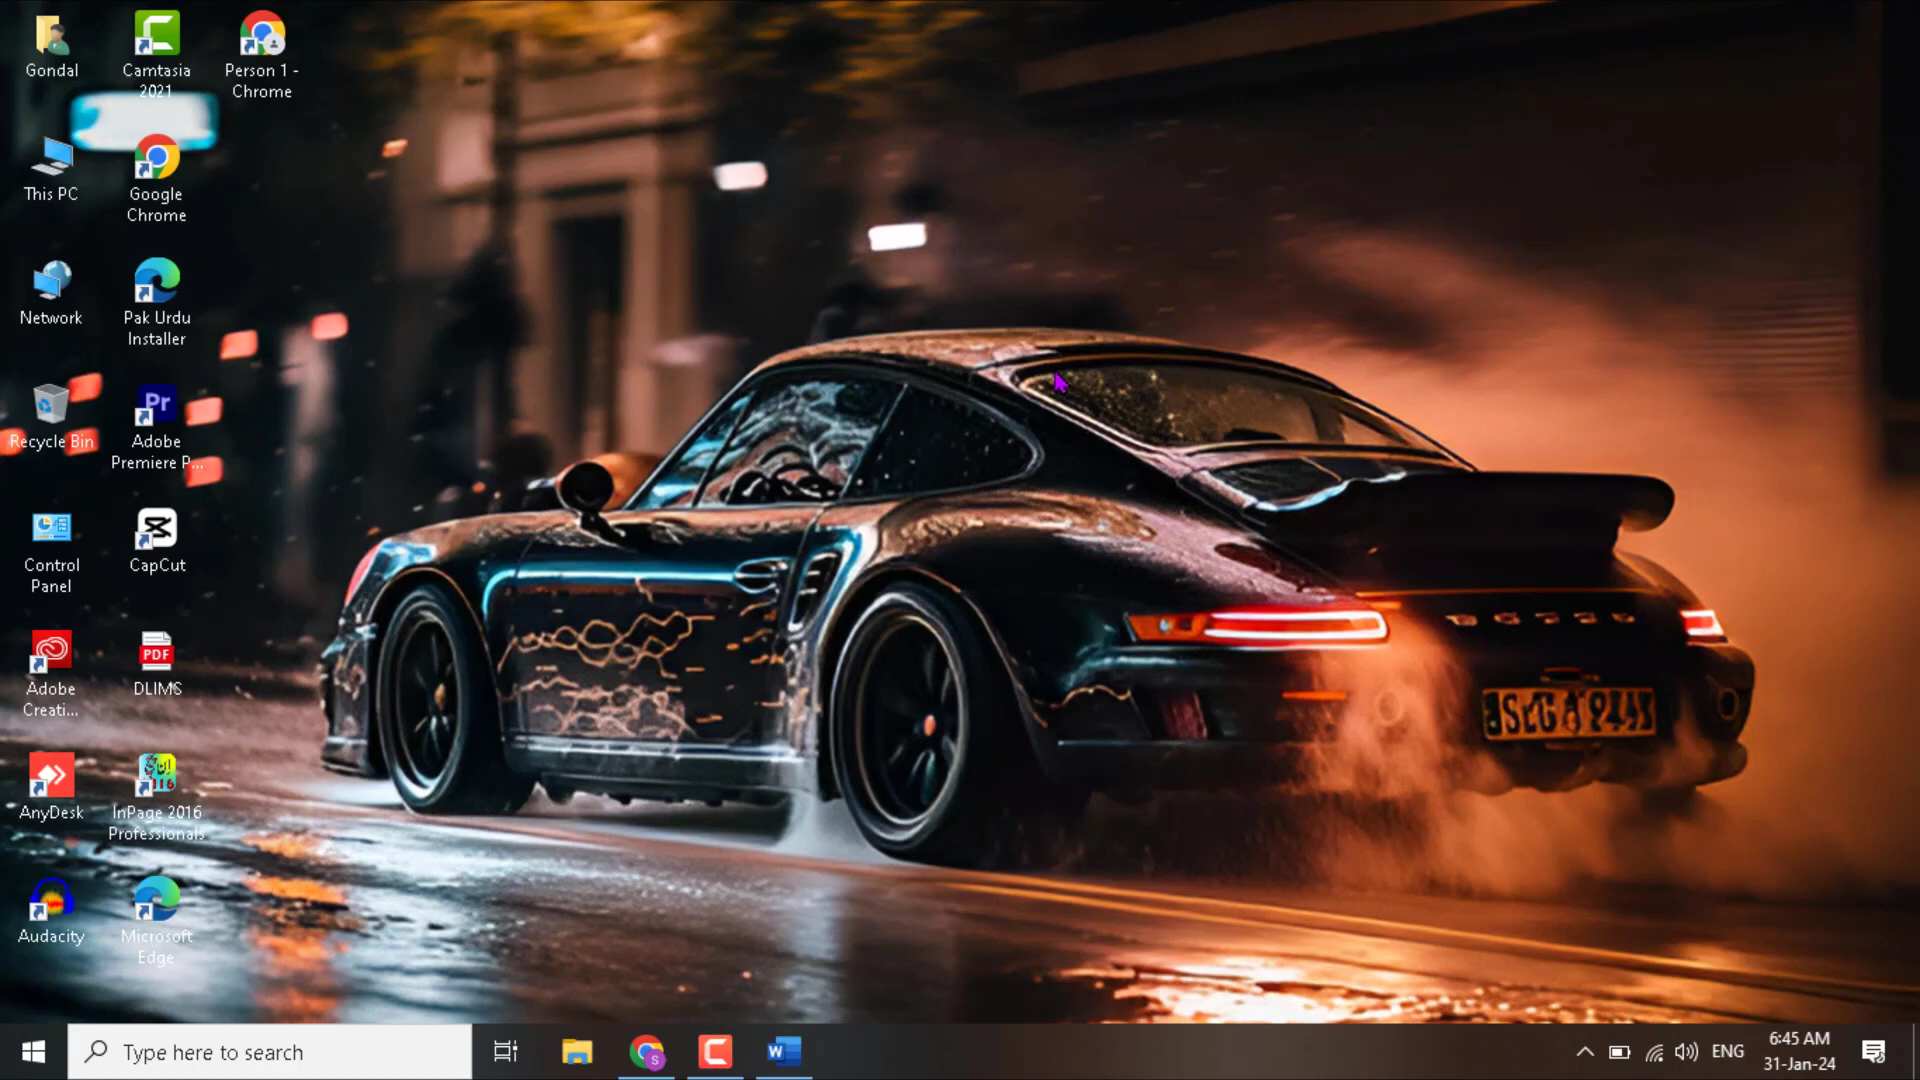 Gondal
Camtasia
2021
Person 1 -
Chrome
This PC
Google
Chrome
Network
Pak Urdu
Installer
Recycle Bin
Pr
Adobe
Premiere P...
Control
Panel
CapCut
Adobe
Creati...
PDF
DLIMS
AnyDesk
InPage 2016
Professionals
Audacity
Microsoft
Edge
Type here to search
S
W
ENG
6:45 AM
31-Jan-24